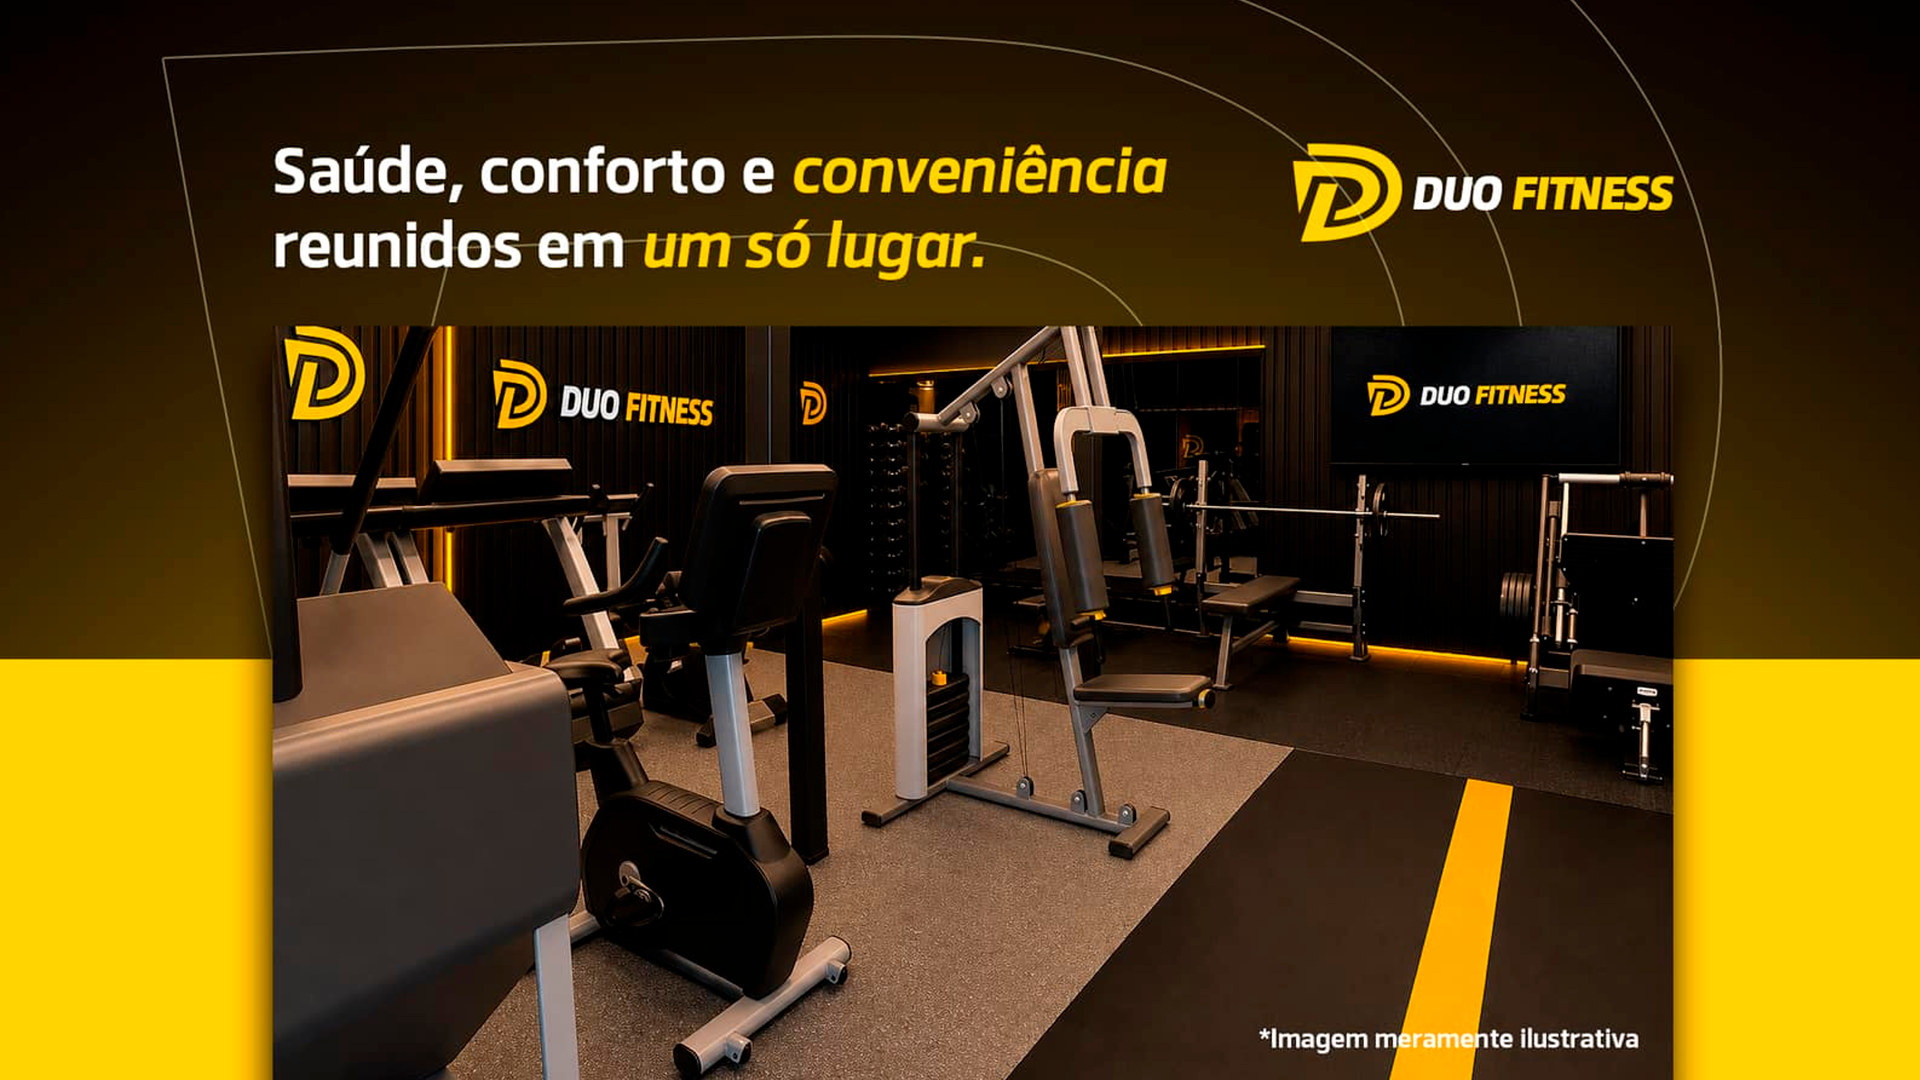 Saúde, conforto e conveniência
reunidos em um só lugar.
DUO FITNESS
DUO FITNESS
DUO FITNESS
*Imagem meramente ilustrativa